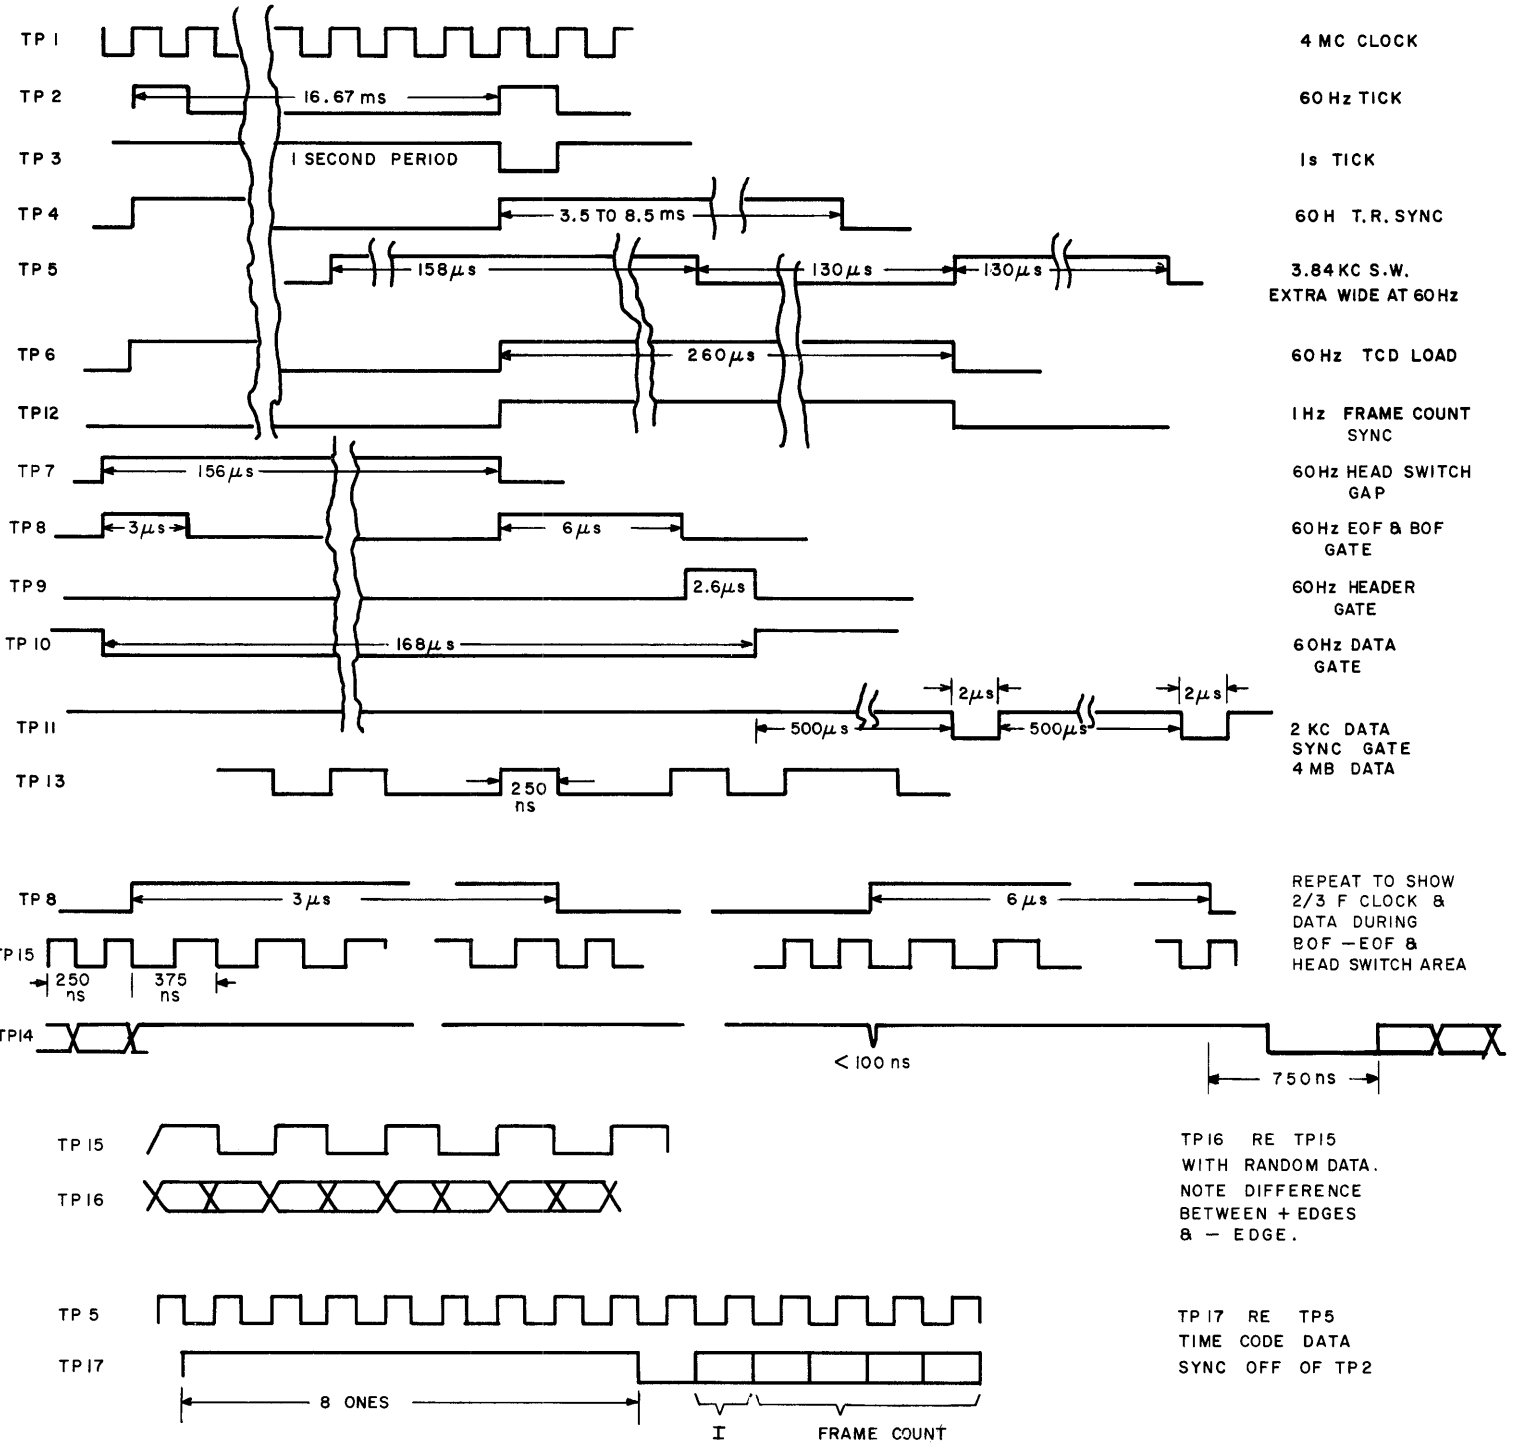 TP 1 4 MC CLOCK
TP 2 16.67 ms 60 Hz TICK
TP 3 1 SECOND PERIOD 1s TICK
TP 4 3.5 TO 8.5 ms 60 H T.R. SYNC
TP 5 158 μs 130 μs 130 μs 3.84 KC S.W.
EXTRA WIDE AT 60 Hz
TP 6 260 μs 60 Hz TCD LOAD
TP12 1 Hz FRAME COUNT
SYNC
TP 7 156 μs 60 Hz HEAD SWITCH
GAP
TP 8 3 μs 6 μs 60 Hz EOF & BOF
GATE
TP 9 2.6 μs 60 Hz HEADER
GATE
TP 10 168 μs 60 Hz DATA
GATE
2 μs 2 μs
TP 11 500 μs 500 μs 2 KC DATA
SYNC GATE
TP 13 4 MB DATA
250
ns
REPEAT TO SHOW
TP 8 3 μs 6 μs 2/3 F CLOCK &
DATA DURING
TP15 BOF – EOF &
HEAD SWITCH AREA
250 375
ns ns
TP14
< 100 ns
750 ns
TP 15 TP16 RE TP15
WITH RANDOM DATA.
TP 16 NOTE DIFFERENCE
BETWEEN + EDGES
& – EDGE.
TP 5 TP 17 RE TP5
TIME CODE DATA
TP 17 SYNC OFF OF TP 2
8 ONES
I FRAME COUNT